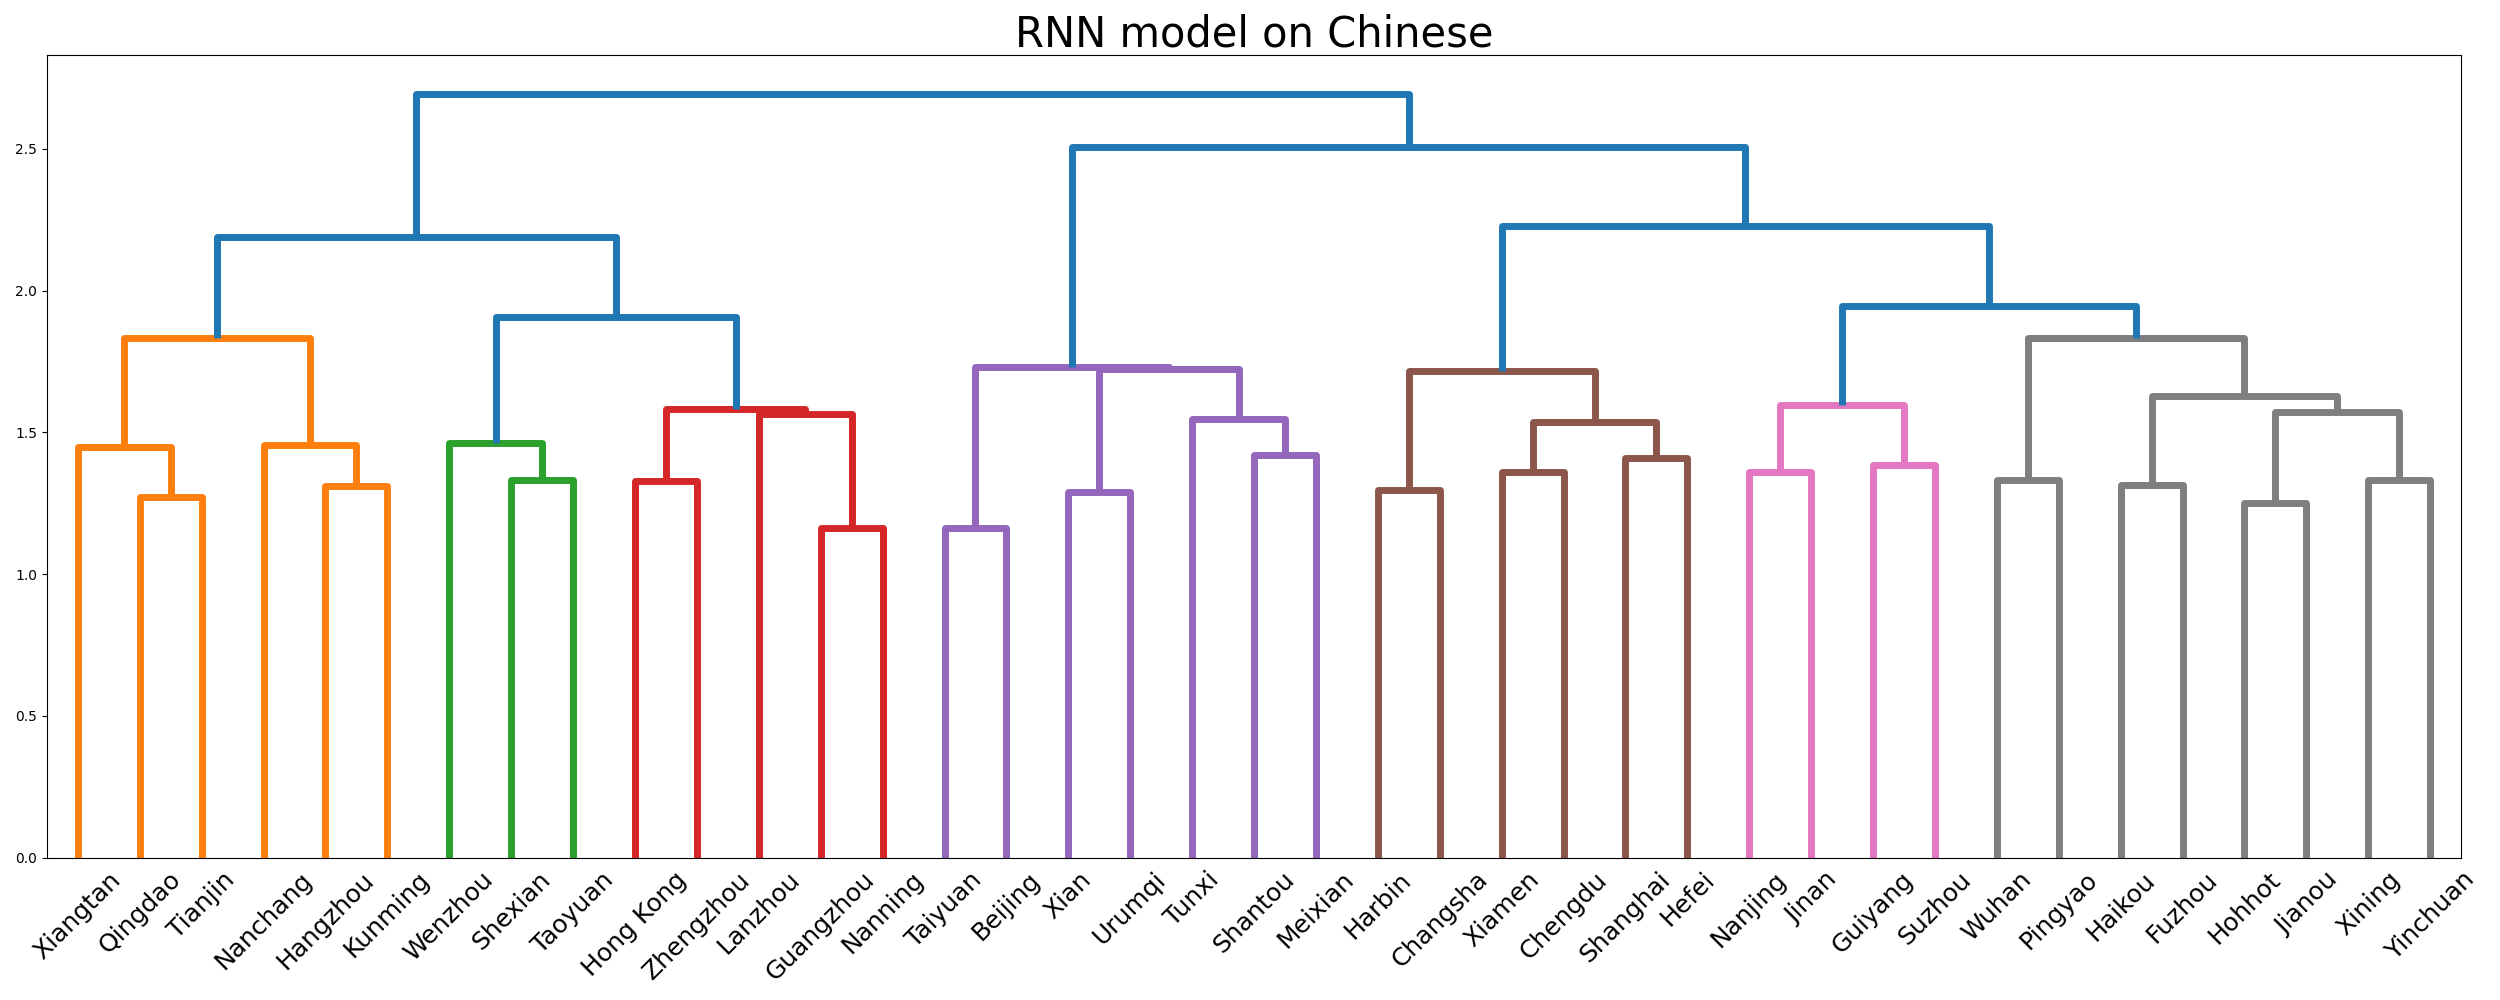 RNN model on Chinese
2.5
2.0
1.5
1.0
0.5
0.0
Xiangtan
Qingdao
Tianjin
Nanchang
Hangzhou
Kunming
Wenzhou
Shexian
Taoyuan
Hong Kong
Zhengzhou
Lanzhou
Guangzhou
Nanning
Taiyuan
Beijing
Xian
Urumqi
Tunxi
Shantou
Meixian
Harbin
Changsha
Xiamen
Chengdu
Shanghai
Hefei
Nanjing
Jinan
Guiyang
Suzhou
Wuhan
Pingyao
Haikou
Fuzhou
Hohhot
Jianou
Xining
Yinchuan